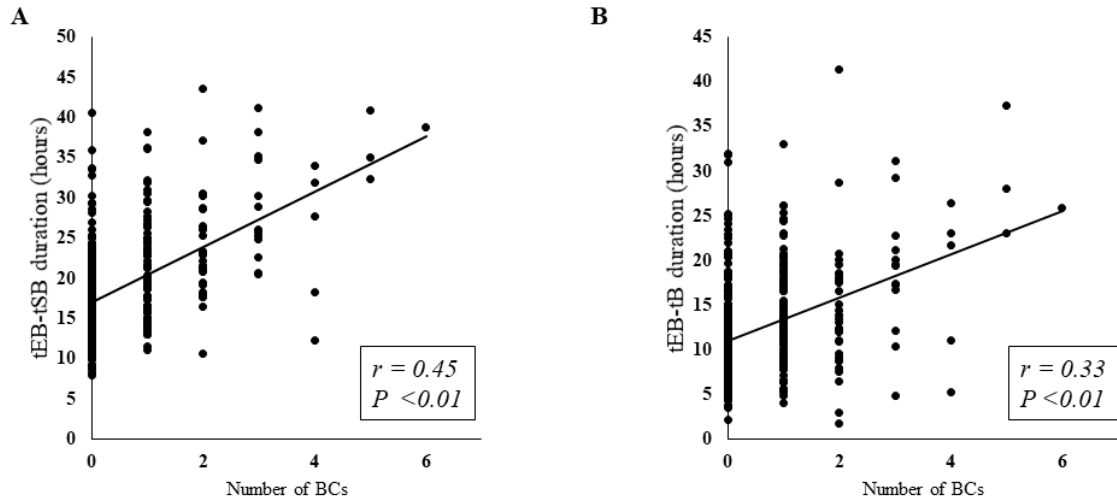 A
tEB-tSB duration (hours)
50
45
40
35
30
25
20
15
10
5
0
0 2 4 6
Number of BCs
r = 0.45
P <0.01
B
tEB-tB duration (hours)
45
40
35
30
25
20
15
10
5
0
0 2 4 6
Number of BCs
r = 0.33
P <0.01